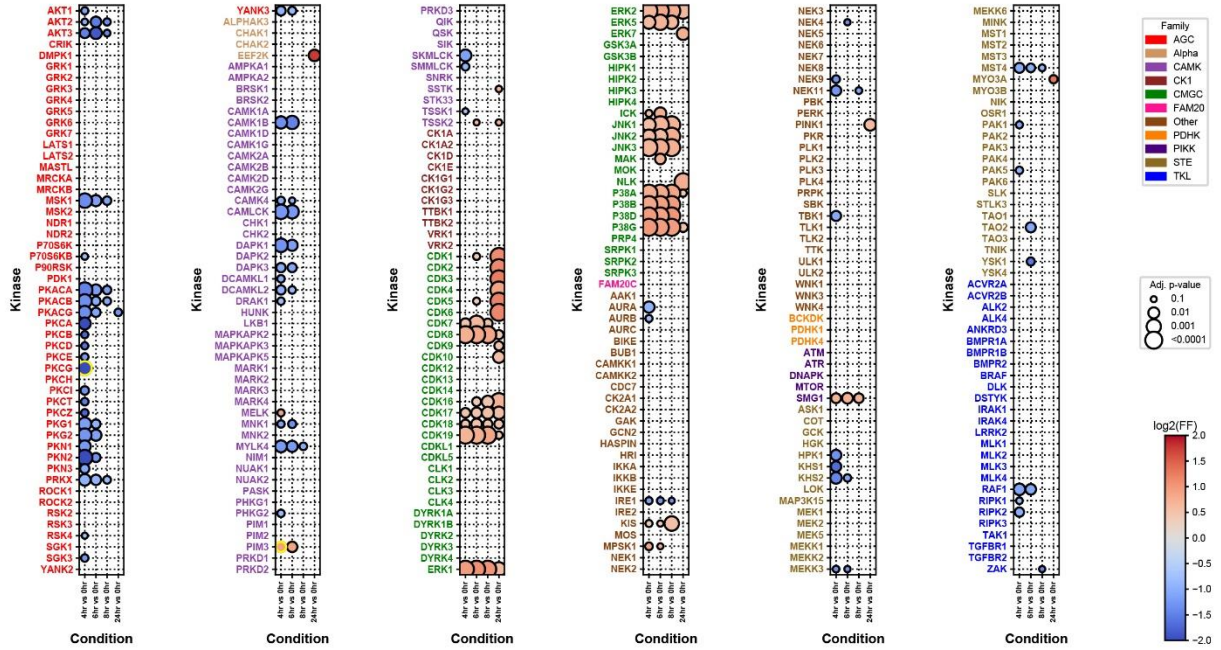 Kinase
AKT1
AKT2
AKT3
CRIK
DMPK1
GRK1
GRK2
GRK3
GRK4
GRK5
GRK6
GRK7
LATS1
LATS2
MASTL
MRCKA
MRCKB
MSK1
MSK2
NDR1
NDR2
P70S6K
P70S6KB
P90RSK
PDK1
PKACA
PKACB
PKACG
PKCA
PKCB
PKCD
PKCE
PKCG
PKCH
PKCI
PKCT
PKCZ
PKG1
PKG2
PKN1
PKN2
PKN3
PRKX
ROCK1
ROCK2
RSK2
RSK3
RSK4
SGK1
SGK3
YANK2
4hr vs 0hr
6hr vs 0hr
8hr vs 0hr
24hr vs 0hr
Condition
Kinase
YANK3
ALPHAK3
CHAK1
CHAK2
EEF2K
AMPKA1
AMPKA2
BRSK1
BRSK2
CAMK1A
CAMK1B
CAMK1D
CAMK1G
CAMK2A
CAMK2B
CAMK2D
CAMK2G
CAMK4
CAMLCK
CHK1
CHK2
DAPK1
DAPK2
DAPK3
DCAMKL1
DCAMKL2
DRAK1
HUNK
LKB1
MAPKAPK2
MAPKAPK3
MAPKAPK5
MARK1
MARK2
MARK3
MARK4
MELK
MNK1
MNK2
MYLK4
NIM1
NUAK1
NUAK2
PASK
PHKG1
PHKG2
PIM1
PIM2
PIM3
PRKD1
PRKD2
4hr vs 0hr
6hr vs 0hr
8hr vs 0hr
24hr vs 0hr
Condition
Kinase
PRKD3
QIK
QSK
SIK
SKMLCK
SMMLCK
SNRK
SSTK
STK33
TSSK1
TSSK2
CK1A
CK1A2
CK1D
CK1E
CK1G1
CK1G2
CK1G3
TTBK1
TTBK2
VRK1
VRK2
CDK1
CDK2
CDK3
CDK4
CDK5
CDK6
CDK7
CDK8
CDK9
CDK10
CDK12
CDK13
CDK14
CDK16
CDK17
CDK18
CDK19
CDKL1
CDKL5
CLK1
CLK2
CLK3
CLK4
DYRK1A
DYRK1B
DYRK2
DYRK3
DYRK4
ERK1
4hr vs 0hr
6hr vs 0hr
8hr vs 0hr
24hr vs 0hr
Condition
Kinase
ERK2
ERK5
ERK7
GSK3A
GSK3B
HIPK1
HIPK2
HIPK3
HIPK4
ICK
JNK1
JNK2
JNK3
MAK
MOK
NLK
P38A
P38B
P38D
P38G
PRP4
SRPK1
SRPK2
SRPK3
FAM20C
AAK1
AURA
AURB
AURC
BIKE
BUB1
CAMKK1
CAMKK2
CDC7
CK2A1
CK2A2
GAK
GCN2
HASPIN
HRI
IKKA
IKKB
IKKE
IRE1
IRE2
KIS
MOS
MPSK1
NEK1
NEK2
4hr vs 0hr
6hr vs 0hr
8hr vs 0hr
24hr vs 0hr
Condition
Kinase
NEK3
NEK4
NEK5
NEK6
NEK7
NEK8
NEK9
NEK11
PBK
PERK
PINK1
PKR
PLK1
PLK2
PLK3
PLK4
PRPK
SBK
TBK1
TLK1
TLK2
TTK
ULK1
ULK2
WNK1
WNK3
WNK4
BCKDK
PDHK1
PDHK4
ATM
ATR
DNAPK
MTOR
SMG1
ASK1
COT
GCK
HGK
HPK1
KHS1
KHS2
LOK
MAP3K15
MEK1
MEK2
MEK5
MEKK1
MEKK2
MEKK3
4hr vs 0hr
6hr vs 0hr
8hr vs 0hr
24hr vs 0hr
Condition
Kinase
MEKK6
MINK
MST1
MST2
MST3
MST4
MYO3A
MYO3B
NIK
OSR1
PAK1
PAK2
PAK3
PAK4
PAK5
PAK6
SLK
STLK3
TAO1
TAO2
TAO3
TNIK
YSK1
YSK4
ACVR2A
ACVR2B
ALK2
ALK4
ANKRD3
BMPR1A
BMPR1B
BMPR2
BRAF
DLK
DSTYK
IRAK1
IRAK4
LRRK2
MLK1
MLK2
MLK3
MLK4
RAF1
RIPK1
RIPK2
RIPK3
TAK1
TGFBR1
TGFBR2
ZAK
4hr vs 0hr
6hr vs 0hr
8hr vs 0hr
24hr vs 0hr
Condition
Family
AGC
Alpha
CAMK
CK1
CMGC
FAM20
Other
PDHK
PIKK
STE
TKL
Adj. p-value
0.1
0.01
0.001
<0.0001
log2(FF)
2.0
1.5
1.0
0.5
0.0
-0.5
-1.0
-1.5
-2.0